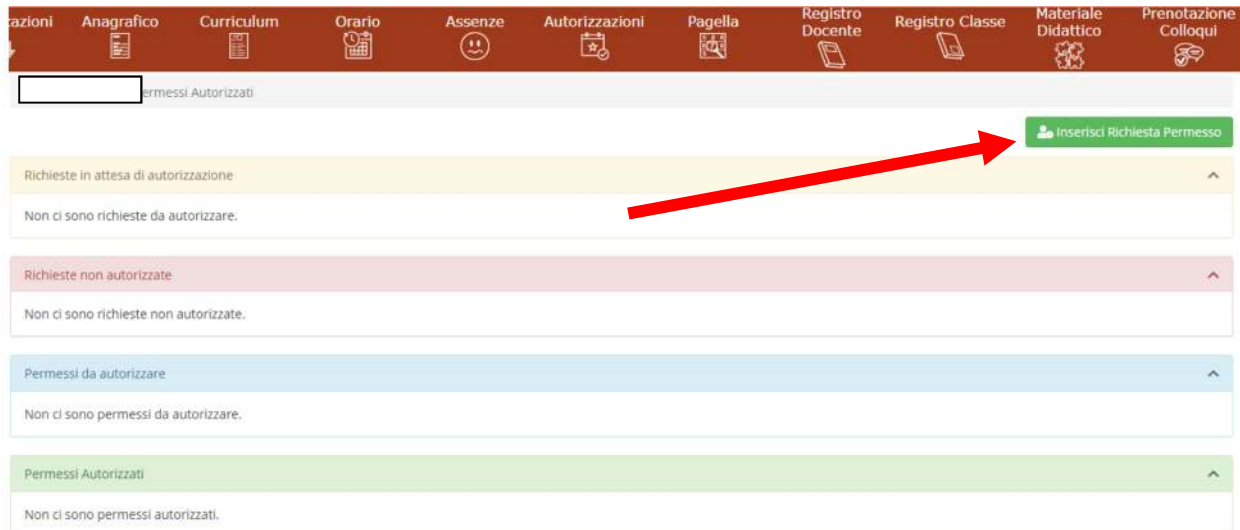 azioni Anagrafico Curriculum Orario Assenze Autorizzazioni Pagella Registro Docente Registro Classe Materiale Didattico Prenotazione Colloqui
ermessi Autorizzati
Inserisci Richiesta Permesso
Richieste in attesa di autorizzazione
Non ci sono richieste da autorizzare.
Richieste non autorizzate
Non ci sono richieste non autorizzate.
Permessi da autorizzare
Non ci sono permessi da autorizzare.
Permessi Autorizzati
Non ci sono permessi autorizzati.